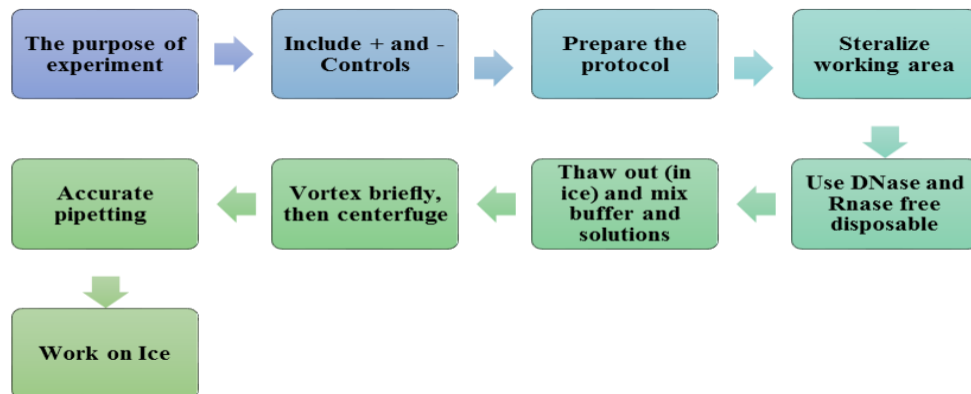 The purpose of
experiment
Include + and -
Controls
Prepare the
protocol
Steralize
working area
Use DNase and
Rnase free
disposable
Thaw out (in
ice) and mix
buffer and
solutions
Vortex briefly,
then centerfuge
Accurate
pipetting
Work on Ice